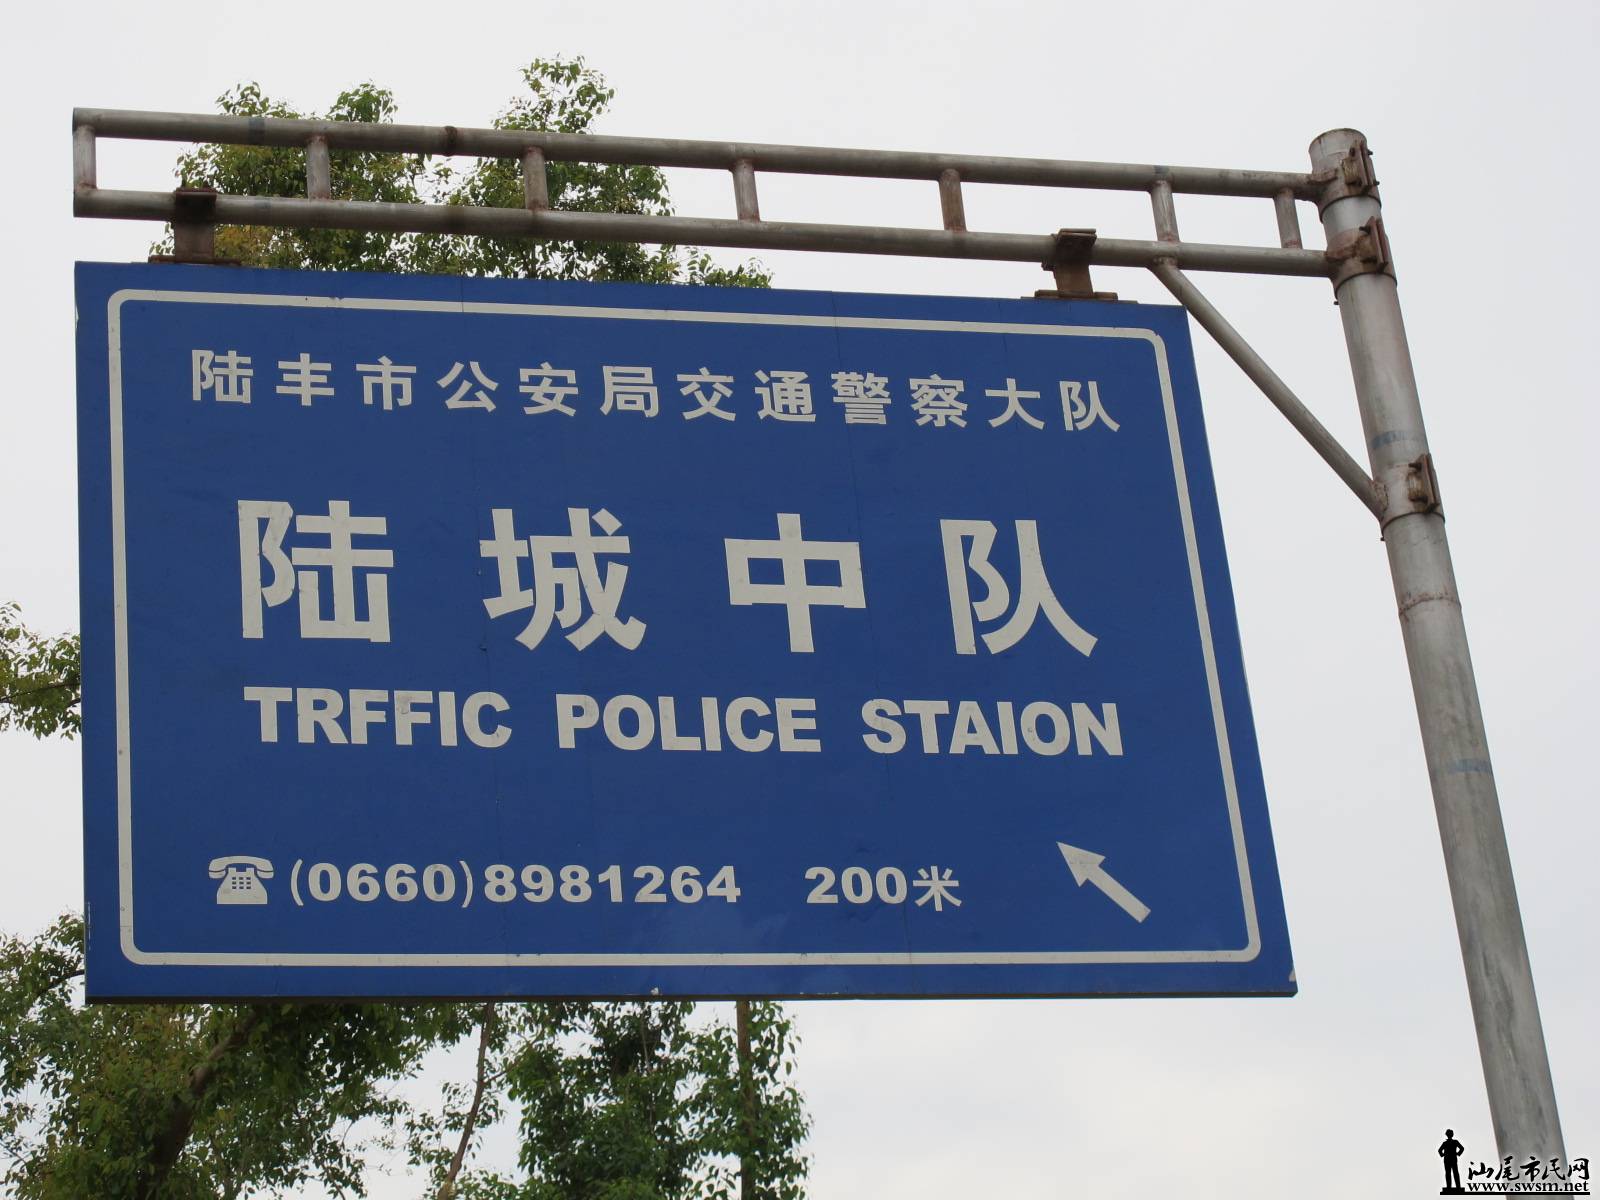 陆丰市公安局交通警察大队
陆城中队
TRFFIC POLICE STAION
☎(0660)8981264 200米
汕尾市民网
www.swsm.net